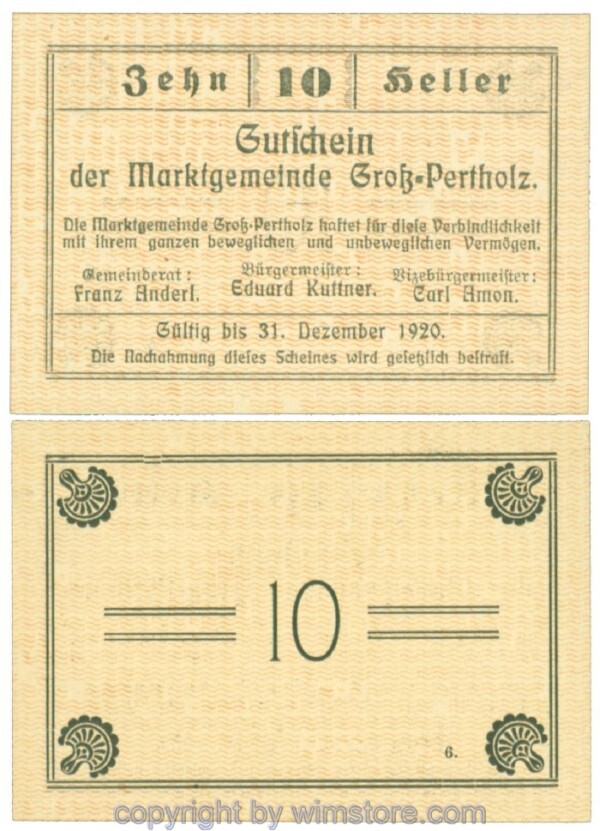 Zehn 10 Heller
Gutschein
der Marktgemeinde Groß-Pertholz.
Die Marktgemeinde Groß-Pertholz haftet für diese Verbindlichkeit
mit ihrem ganzen beweglichen und unbeweglichen Vermögen.
Gemeinderat: Bürgermeister: Vizebürgermeister:
Franz Anderl. Eduard Kuttner. Carl Amon.
Gültig bis 31. Dezember 1920.
Die Nachahmung dieses Scheines wird gesetzlich bestraft.
10
6.
copyright by wimstore.com